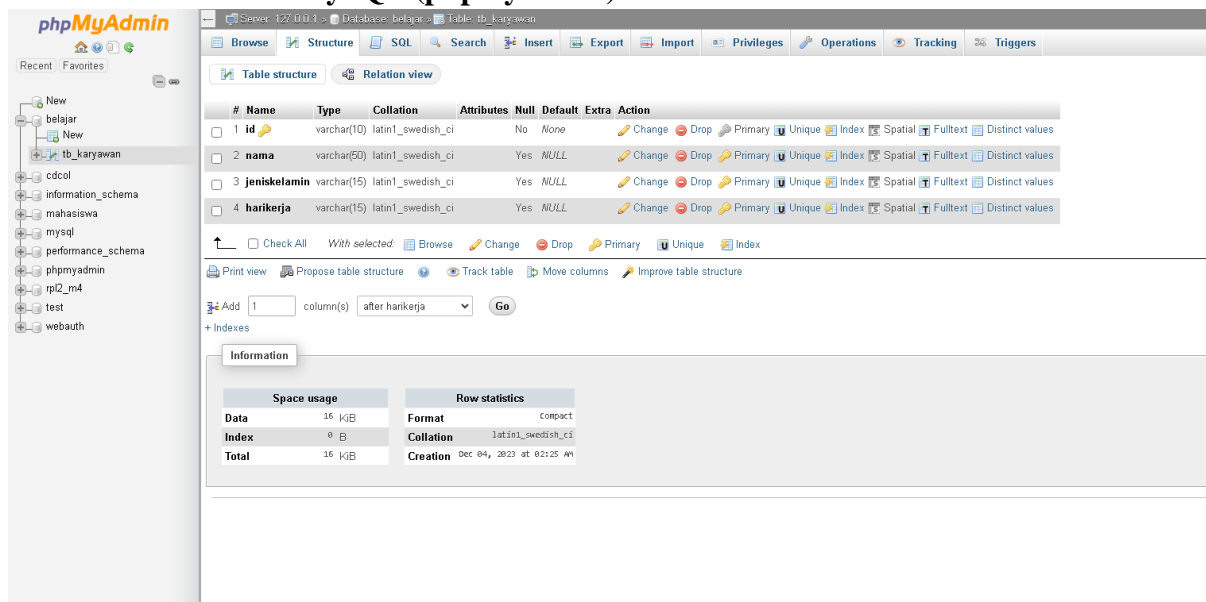 (phpMyAdmin)
phpMyAdmin
Recent Favorites
New
belajar
New
tb_karyawan
cdcol
information_schema
mahasiswa
mysql
performance_schema
phpmyadmin
rpl2_m4
test
webauth
Server: 127.0.0.1 » Database: belajar » Table: tb_karyawan
Browse Structure SQL Search Insert Export Import Privileges Operations Tracking Triggers
Table structure Relation view
# Name Type Collation Attributes Null Default Extra Action
1 id varchar(10) latin1_swedish_ci No None Change Drop Primary Unique Index Spatial Fulltext Distinct values
2 nama varchar(50) latin1_swedish_ci Yes NULL Change Drop Primary Unique Index Spatial Fulltext Distinct values
3 jeniskelamin varchar(15) latin1_swedish_ci Yes NULL Change Drop Primary Unique Index Spatial Fulltext Distinct values
4 harikerja varchar(15) latin1_swedish_ci Yes NULL Change Drop Primary Unique Index Spatial Fulltext Distinct values
Check All With selected: Browse Change Drop Primary Unique Index
Print view Propose table structure Track table Move columns Improve table structure
Add 1 column(s) after harikerja Go
+ Indexes
Information
Space usage
Data 16 KiB
Index 0 B
Total 16 KiB
Row statistics
Format Compact
Collation latin1_swedish_ci
Creation Dec 04, 2023 at 02:25 AM